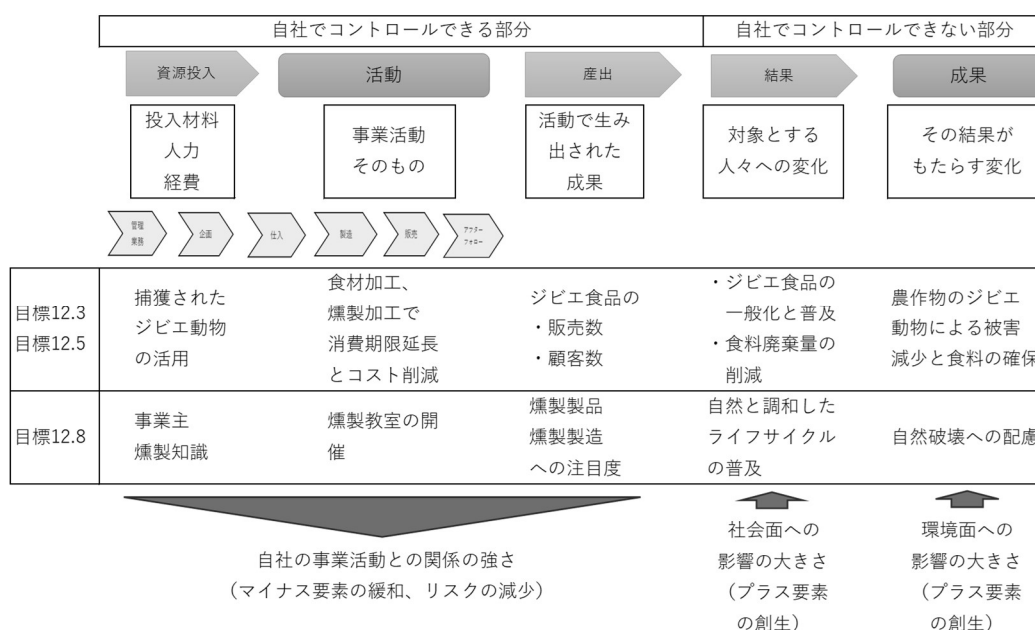 自社でコントロールできる部分
自社でコントロールできない部分
資源投入
活動
産出
結果
成果
投入材料
人力
経費
事業活動
そのもの
活動で生み
出された
成果
対象とする
人々への変化
その結果が
もたらす変化
管理
業務
企画
仕入
製造
販売
アフター
フォロー
目標12.3
目標12.5
捕獲された
ジビエ動物
の活用
食材加工、
燻製加工で
消費期限延長
とコスト削減
ジビエ食品の
・販売数
・顧客数
・ジビエ食品の
一般化と普及
・食料廃棄量の
削減
農作物のジビエ
動物による被害
減少と食料の確保
目標12.8
事業主
燻製知識
燻製教室の開
催
燻製製品
燻製製造
への注目度
自然と調和した
ライフサイクル
の普及
自然破壊への配慮
自社の事業活動との関係の強さ
（マイナス要素の緩和、リスクの減少）
社会面への
影響の大きさ
（プラス要素
の創生）
環境面への
影響の大きさ
（プラス要素
の創生）